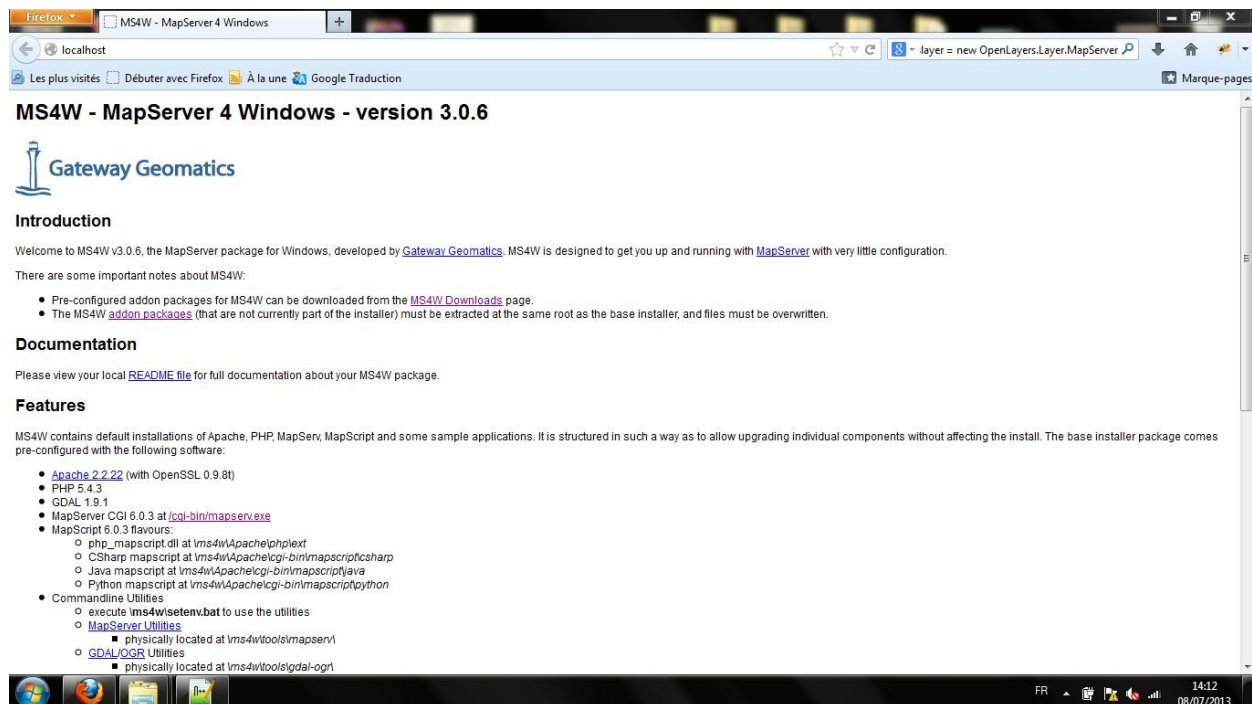 Firefox
MS4W - MapServer 4 Windows
localhost
layer = new OpenLayers.Layer.MapServer
Les plus visités
Débuter avec Firefox
À la une
Google Traduction
Marque-pages
MS4W - MapServer 4 Windows - version 3.0.6
Gateway Geomatics
Introduction
Welcome to MS4W v3.0.6, the MapServer package for Windows, developed by Gateway Geomatics. MS4W is designed to get you up and running with MapServer with very little configuration.
There are some important notes about MS4W:
Pre-configured addon packages for MS4W can be downloaded from the MS4W Downloads page.
The MS4W addon packages (that are not currently part of the installer) must be extracted at the same root as the base installer, and files must be overwritten.
Documentation
Please view your local README file for full documentation about your MS4W package.
Features
MS4W contains default installations of Apache, PHP, MapServ, MapScript and some sample applications. It is structured in such a way as to allow upgrading individual components without affecting the install. The base installer package comes
pre-configured with the following software:
Apache 2.2.22 (with OpenSSL 0.9.8t)
PHP 5.4.3
GDAL 1.9.1
MapServer CGI 6.0.3 at /cgi-bin/mapserv.exe
MapScript 6.0.3 flavours:
php_mapscript.dll at \ms4w\Apache\php\ext
CSharp mapscript at \ms4w\Apache\cgi-bin\mapscript\csharp
Java mapscript at \ms4w\Apache\cgi-bin\mapscript\java
Python mapscript at \ms4w\Apache\cgi-bin\mapscript\python
Commandline Utilities
execute \ms4w\setenv.bat to use the utilities
MapServer Utilities
physically located at \ms4w\tools\mapserv\
GDAL/OGR Utilities
physically located at \ms4w\tools\gdal-ogr\
FR
14:12
08/07/2013